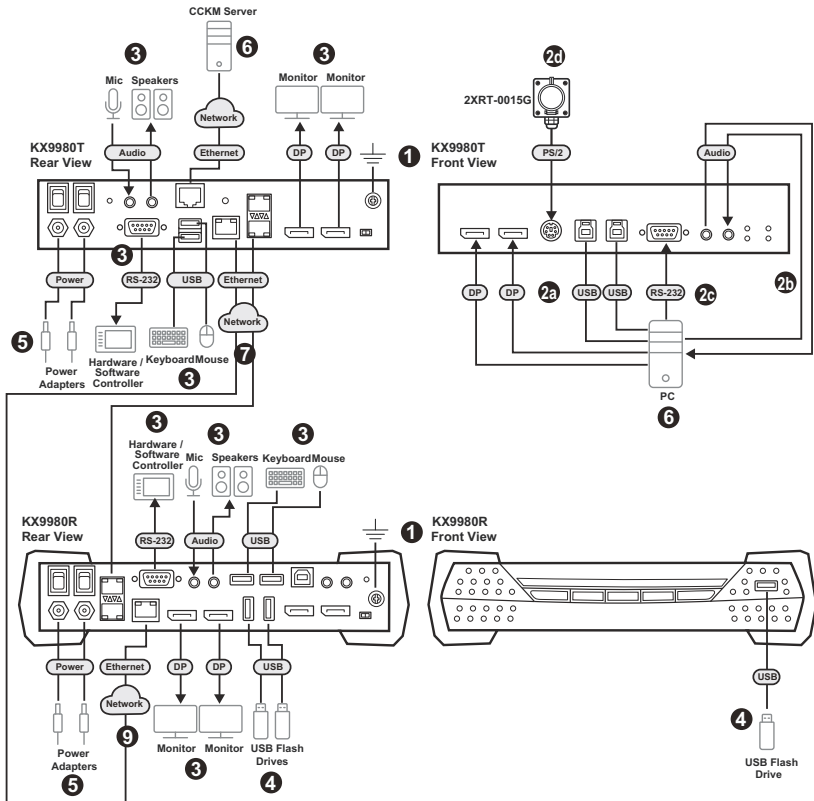 CCKM Server
6
3
Mic
Speakers
3
Monitor
Monitor
Network
KX9980T
Rear View
Audio
Ethernet
DP
DP
1
3
Power
RS-232
USB
Ethernet
Network
5
Power
Adapters
Hardware /
Software
Controller
Keyboard
Mouse
3
7
2d
2XRT-0015G
KX9980T
Front View
PS/2
Audio
DP
DP
2a
USB
USB
RS-232
2c
2b
PC
6
3
Hardware /
Software
Controller
3
Mic
Speakers
3
Keyboard
Mouse
KX9980R
Rear View
RS-232
Audio
USB
1
Power
Ethernet
DP
DP
USB
Network
9
Power
Adapters
5
Monitor
Monitor
3
USB Flash
Drives
4
KX9980R
Front View
USB
4
USB Flash
Drive